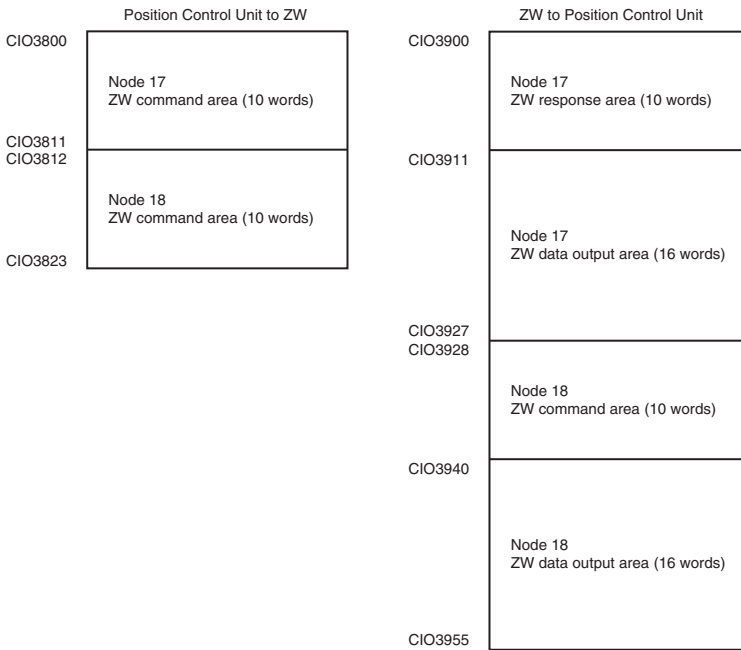 Position Control Unit to ZW
CIO3800
Node 17
ZW command area (10 words)
CIO3811
CIO3812
Node 18
ZW command area (10 words)
CIO3823
ZW to Position Control Unit
CIO3900
Node 17
ZW response area (10 words)
CIO3911
Node 17
ZW data output area (16 words)
CIO3927
CIO3928
Node 18
ZW command area (10 words)
CIO3940
Node 18
ZW data output area (16 words)
CIO3955